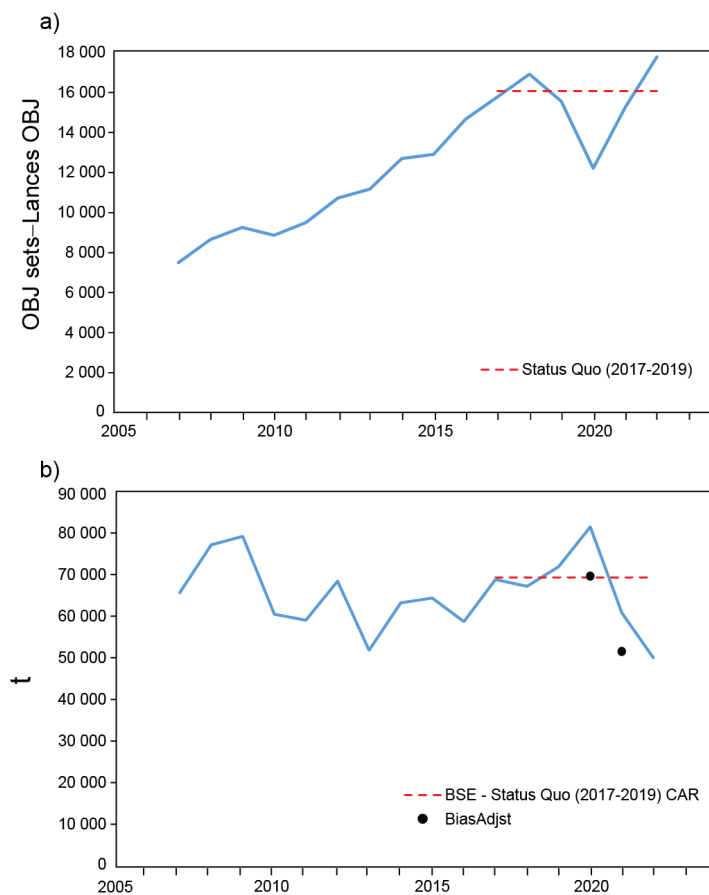 a)
18 000
16 000
14 000
12 000
10 000
8 000
6 000
4 000
2 000
0
OBJ sets–Lances OBJ
Status Quo (2017-2019)
2005 2010 2015 2020
b)
90 000
80 000
70 000
60 000
50 000
40 000
30 000
20 000
10 000
0
t
BSE - Status Quo (2017-2019) CAR
BiasAdjst
2005 2010 2015 2020